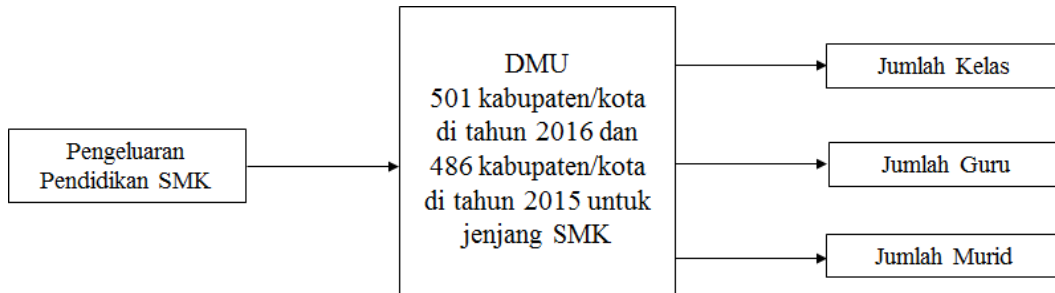 Pengeluaran
Pendidikan SMK
DMU
501 kabupaten/kota
di tahun 2016 dan
486 kabupaten/kota
di tahun 2015 untuk
jenjang SMK
Jumlah Kelas
Jumlah Guru
Jumlah Murid